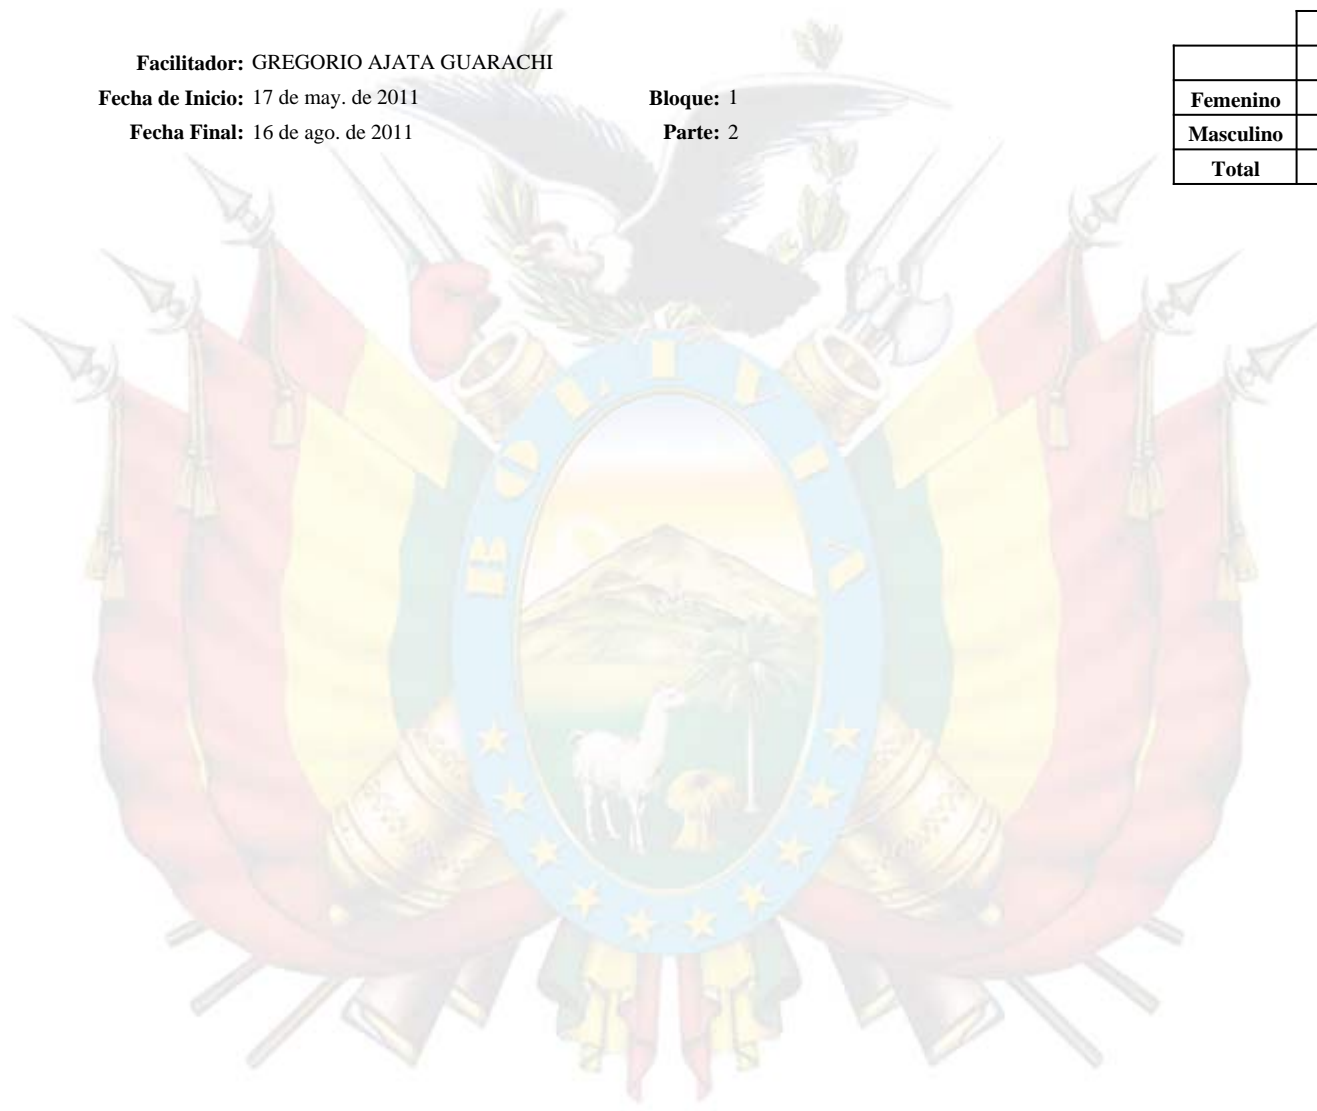 Facilitador: GREGORIO AJATA GUARACHI
Fecha de Inicio: 17 de may. de 2011 Bloque: 1
Fecha Final: 16 de ago. de 2011 Parte: 2
Femenino
Masculino
Total
BOLIVIA